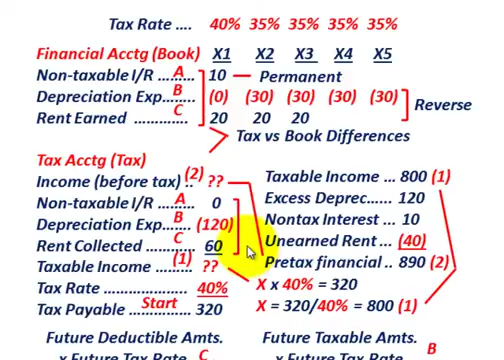 Tax Rate .... 40% 35% 35% 35% 35%
Financial Acctg (Book) X1 X2 X3 X4 X5
Non-taxable I/R ...A...... 10 — Permanent
Depreciation Exp...B..... (0) (30) (30) (30) (30) Reverse
Rent Earned ......C........ 20 20 20
Tax vs Book Differences
Tax Acctg (Tax)
Income (before tax) .. (2) ??
Non-taxable I/R ...A...... 0
Depreciation Exp....B.... (120)
Rent Collected .....C...... 60
Taxable Income ...(1)...... ??
Tax Rate ..................... 40%
Tax Payable ...Start...... 320
Taxable Income ... 800 (1)
Excess Deprec...... 120
Nontax Interest ... 10
Unearned Rent ... (40)
Pretax financial .. 890 (2)
X x 40% = 320
X = 320/40% = 800 (1)
Future Deductible Amts.
x Future Tax Rate C
Future Taxable Amts.
x Future Tax Rate B